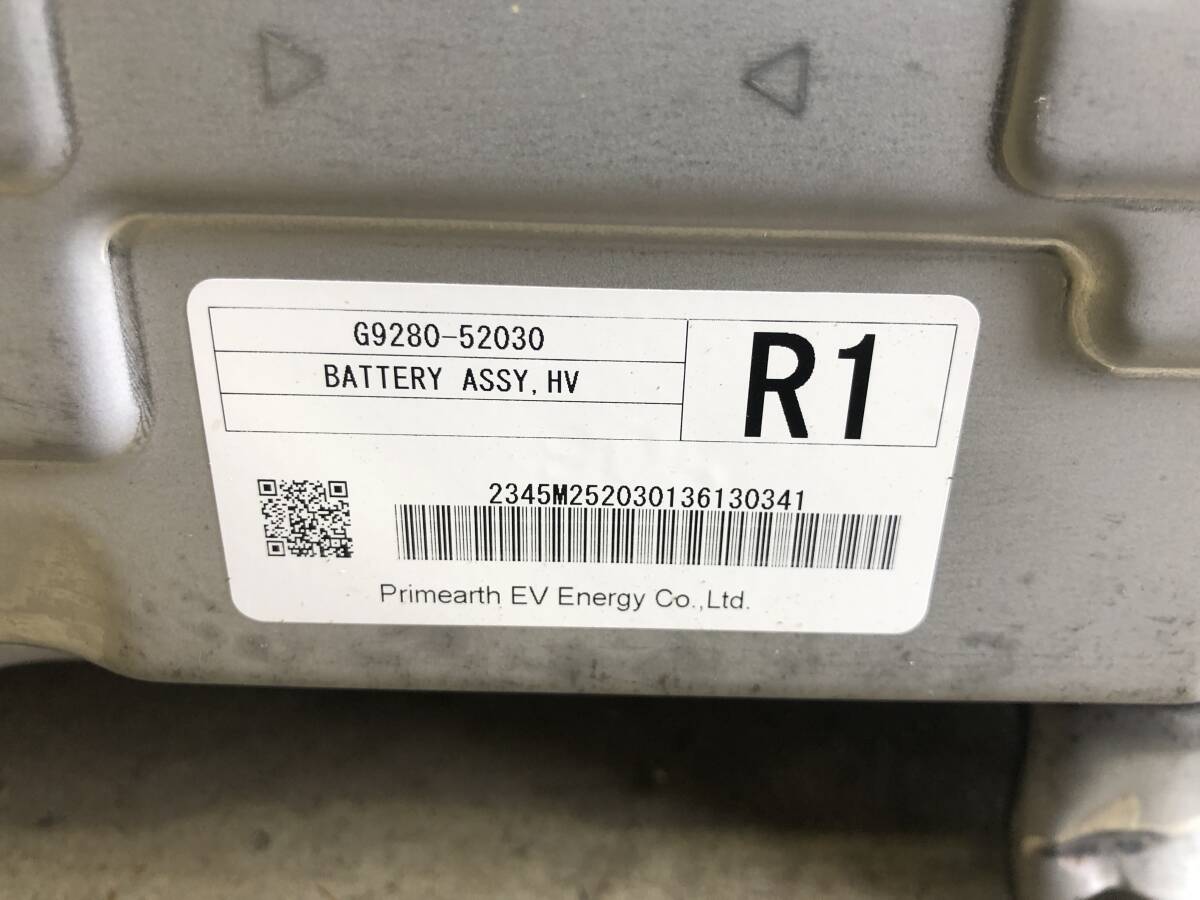 G9280-52030
BATTERY ASSY,HV
R1
2345M252030136130341
Primearth EV Energy Co.,Ltd.